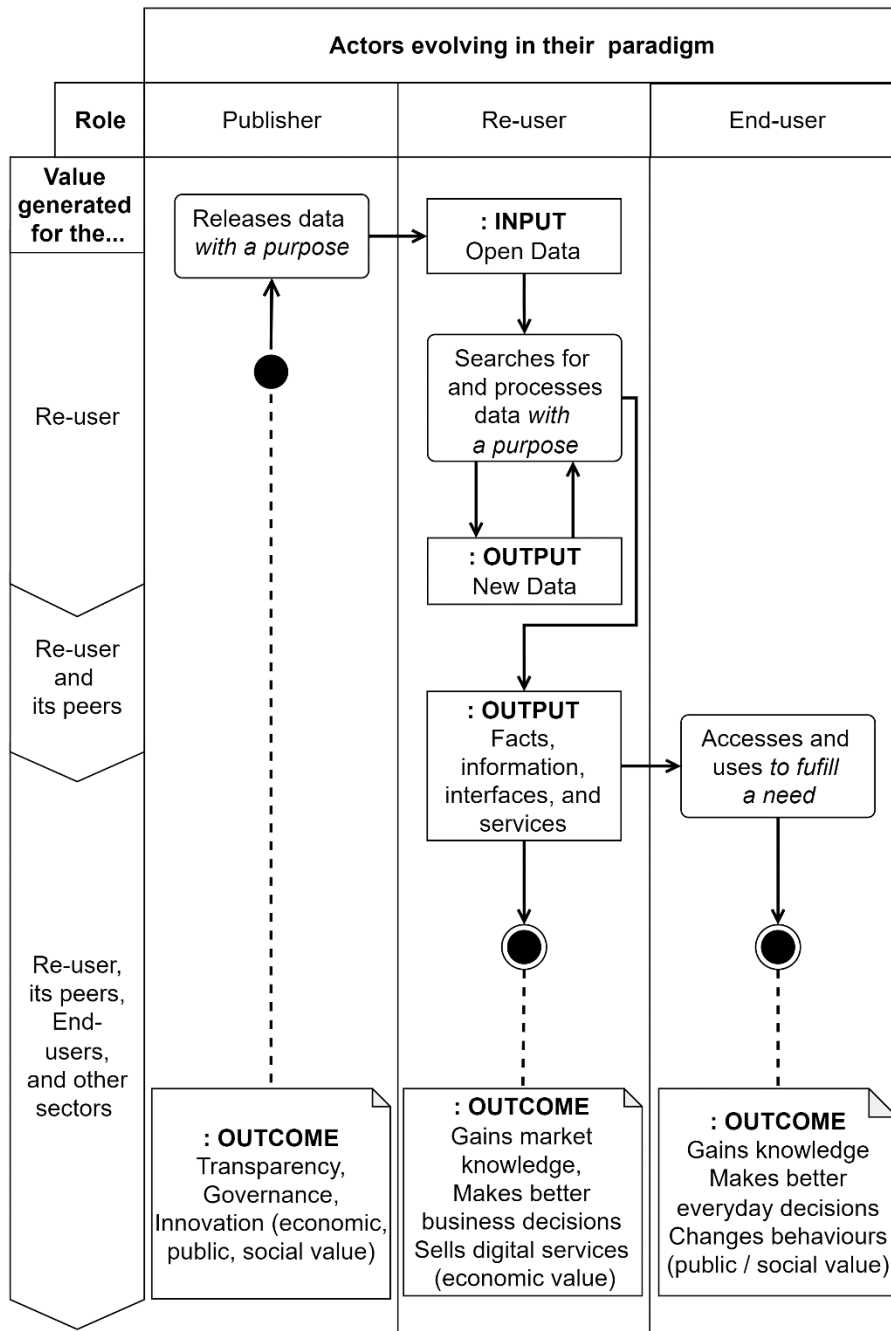 Actors evolving in their paradigm
Role
Publisher
Re-user
End-user
Value
generated
for the...
Re-user
Re-user
and
its peers
Re-user,
its peers,
End-
users,
and other
sectors
Releases data
with a purpose
: INPUT
Open Data
Searches for
and processes
data with
a purpose
: OUTPUT
New Data
: OUTPUT
Facts,
information,
interfaces, and
services
Accesses and
uses to fufill
a need
: OUTCOME
Transparency,
Governance,
Innovation (economic,
public, social value)
: OUTCOME
Gains market
knowledge,
Makes better
business decisions
Sells digital services
(economic value)
: OUTCOME
Gains knowledge
Makes better
everyday decisions
Changes behaviours
(public / social value)